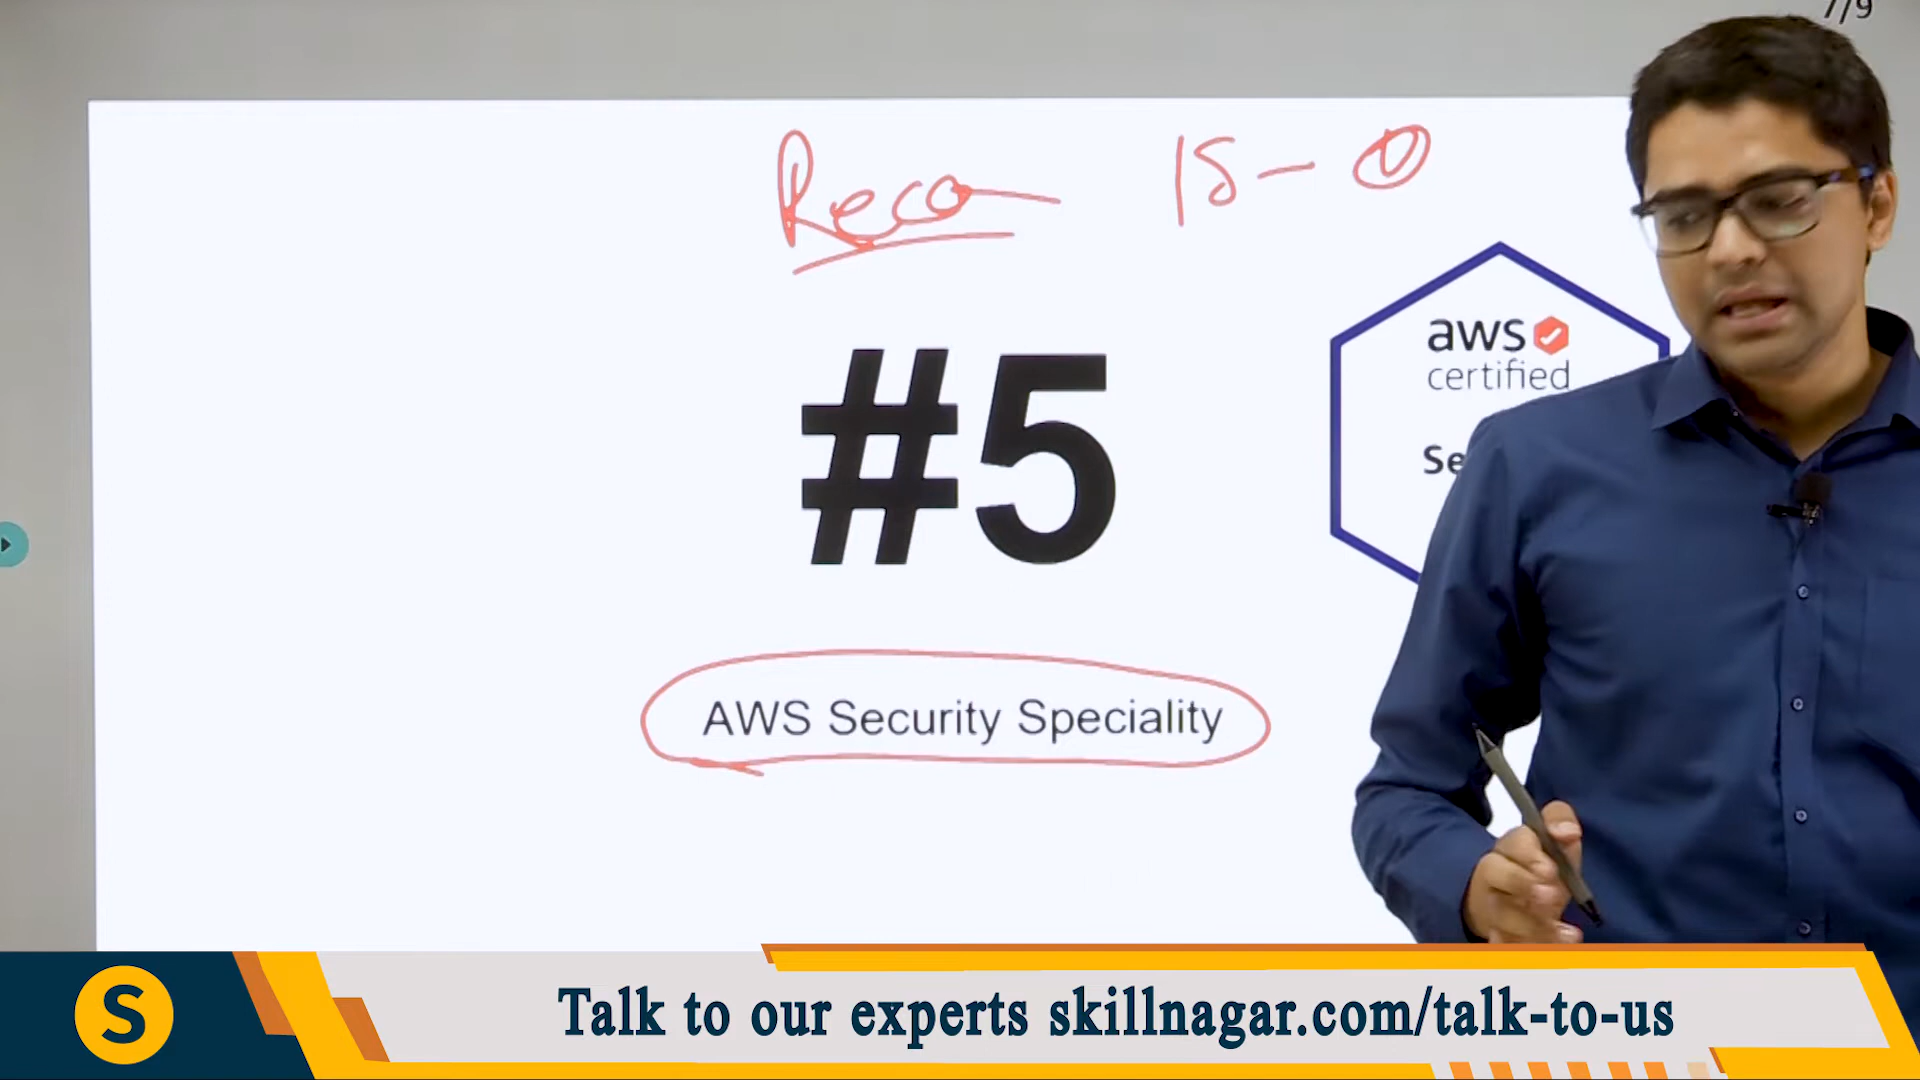 7/9
Reco
15 -
#5
aws
certified
Se
AWS Security Speciality
S
Talk to our experts skillnagar.com/talk-to-us